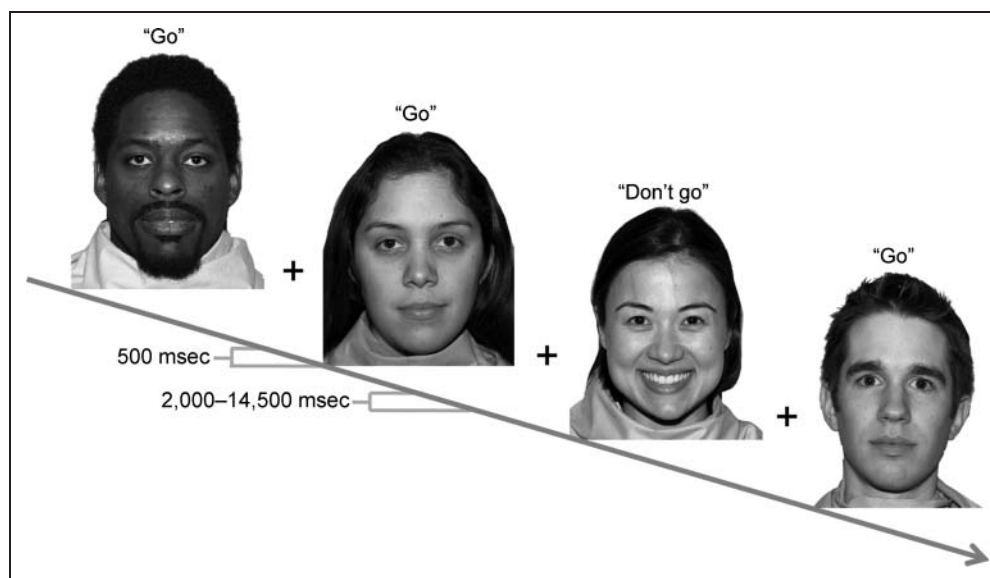 “Go”
“Go”
“Don’t go”
“Go”
+
+
+
500 msec
2,000–14,500 msec